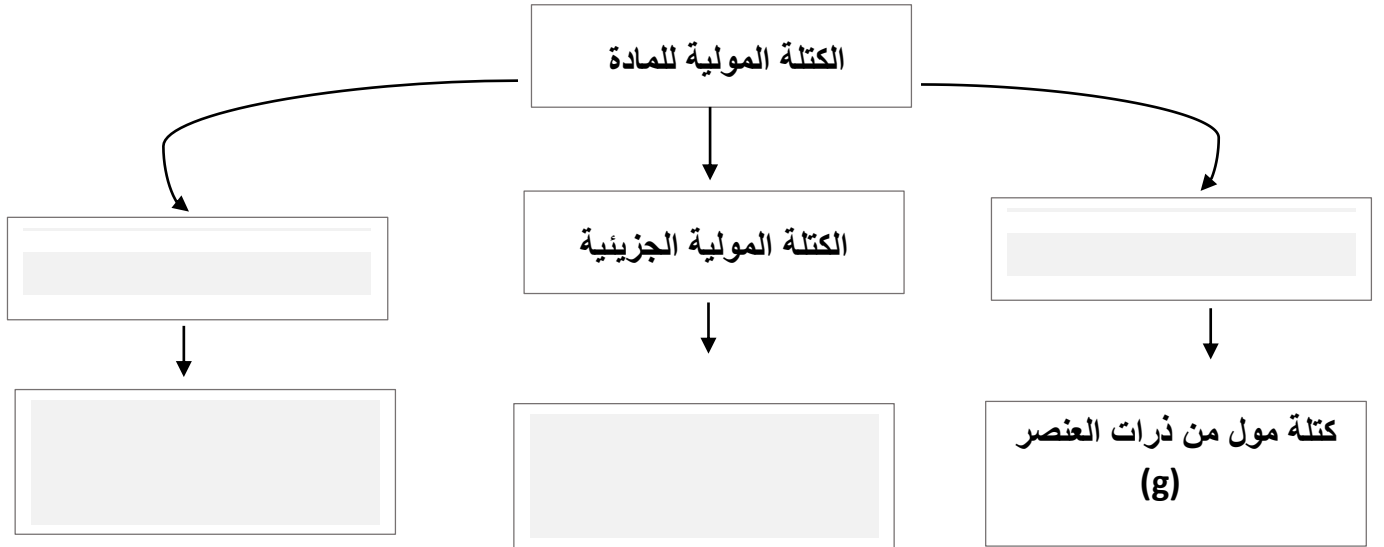 الكتلة المولية للمادة
الكتلة المولية الجزيئية
كتلة مول من ذرات العنصر
(g)